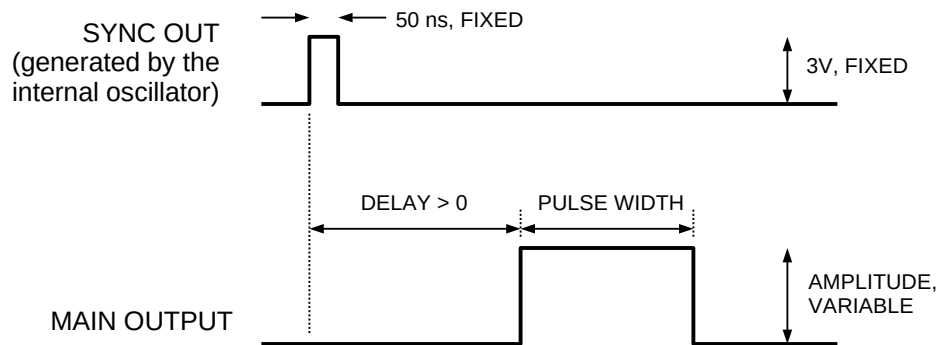 50 ns, FIXED
SYNC OUT
(generated by the
internal oscillator)
3V, FIXED
DELAY > 0
PULSE WIDTH
AMPLITUDE,
VARIABLE
MAIN OUTPUT